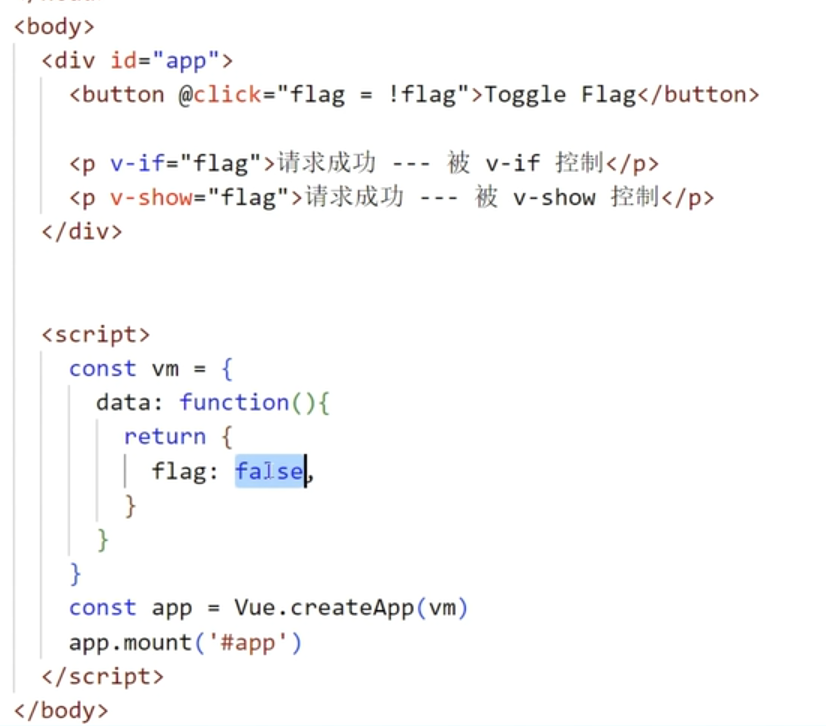 <body>
<div id="app">
<button @click="flag = !flag">Toggle Flag</button>
<p v-if="flag">请求成功 --- 被 v-if 控制</p>
<p v-show="flag">请求成功 --- 被 v-show 控制</p>
</div>
<script>
const vm = {
data: function(){
return {
flag: false,
}
}
}
const app = Vue.createApp(vm)
app.mount('#app')
</script>
</body>